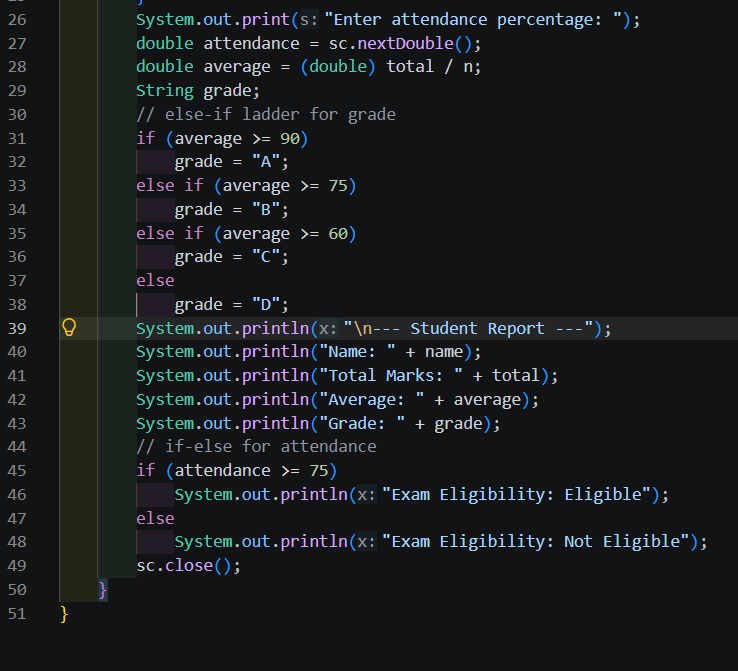 26 System.out.print(s: "Enter attendance percentage: ");
27 double attendance = sc.nextDouble();
28 double average = (double) total / n;
29 String grade;
30 // else-if ladder for grade
31 if (average >= 90)
32 grade = "A";
33 else if (average >= 75)
34 grade = "B";
35 else if (average >= 60)
36 grade = "C";
37 else
38 grade = "D";
39 System.out.println(x: "\n--- Student Report ---");
40 System.out.println("Name: " + name);
41 System.out.println("Total Marks: " + total);
42 System.out.println("Average: " + average);
43 System.out.println("Grade: " + grade);
44 // if-else for attendance
45 if (attendance >= 75)
46 System.out.println(x: "Exam Eligibility: Eligible");
47 else
48 System.out.println(x: "Exam Eligibility: Not Eligible");
49 sc.close();
50 }
51 }